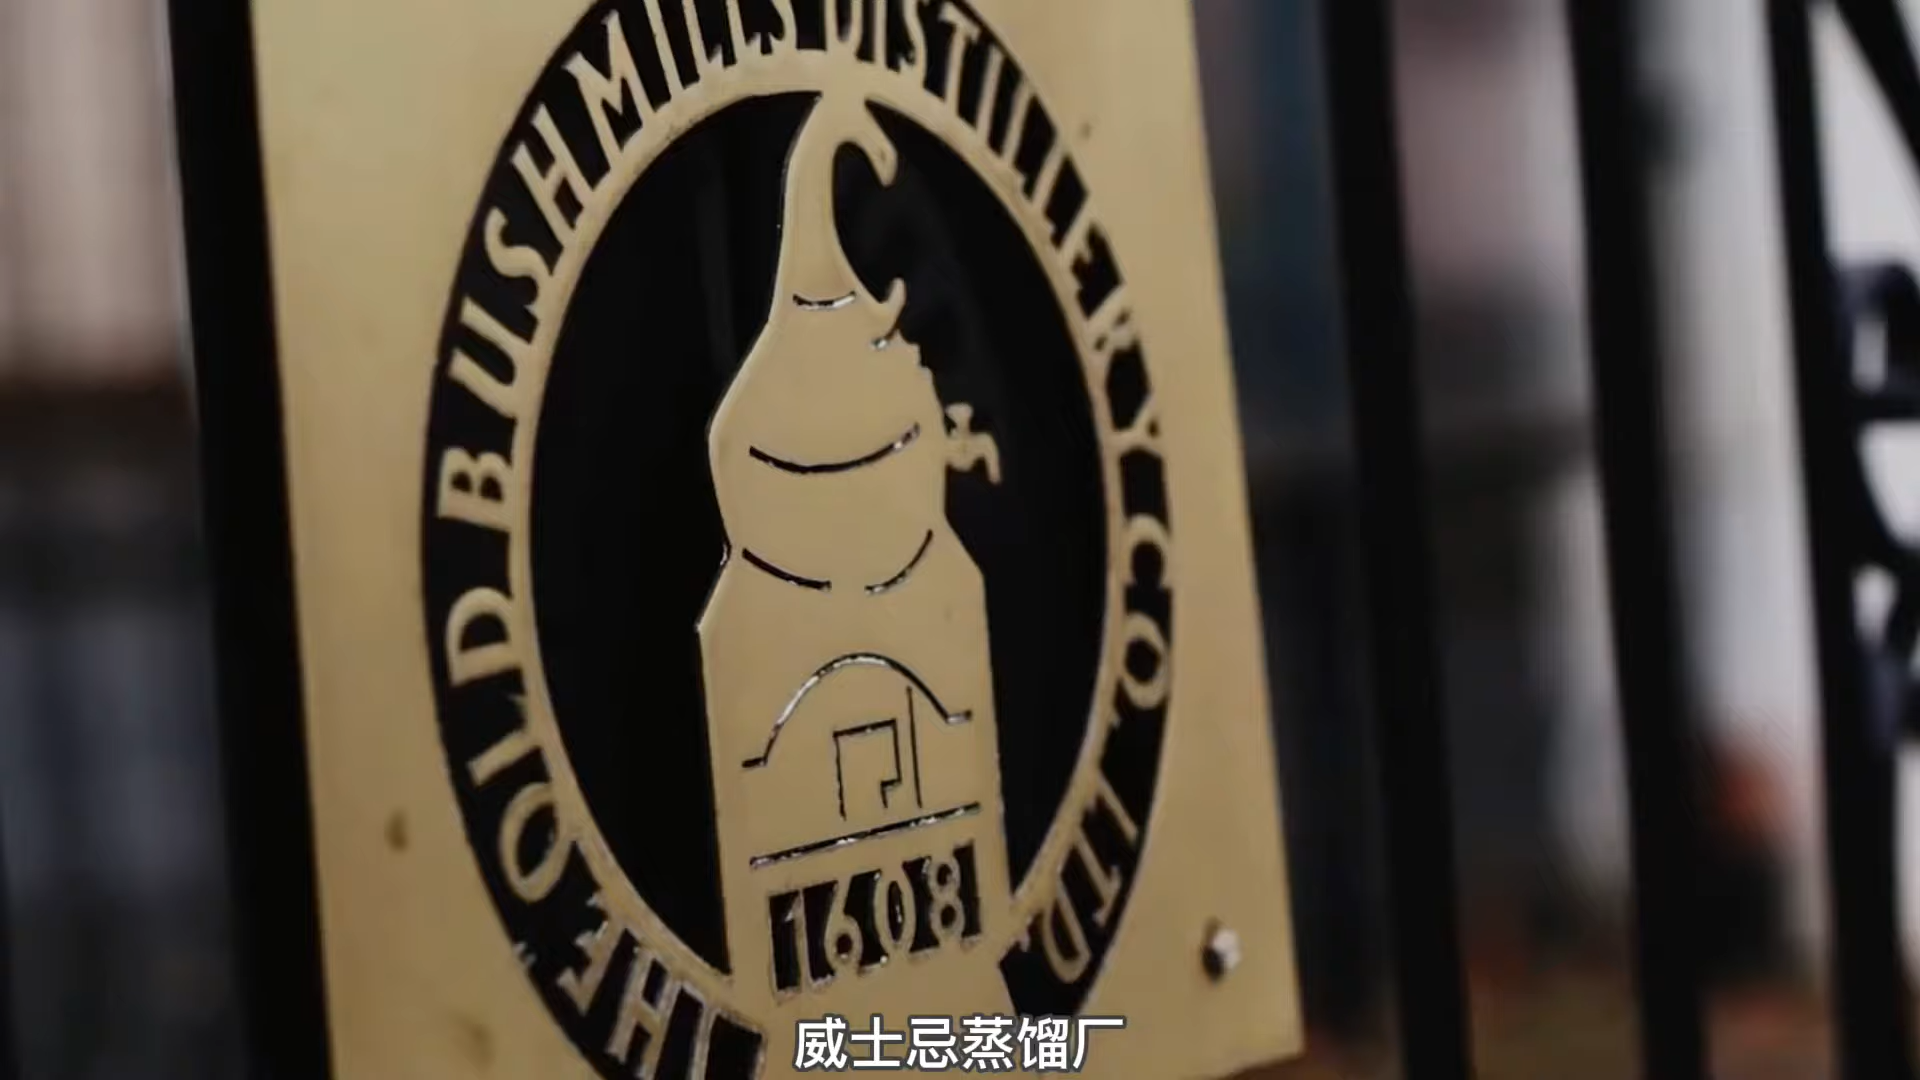 THE OLD BUSHMILLS DISTILLERY CO. LTD.
1608
威士忌蒸馏厂